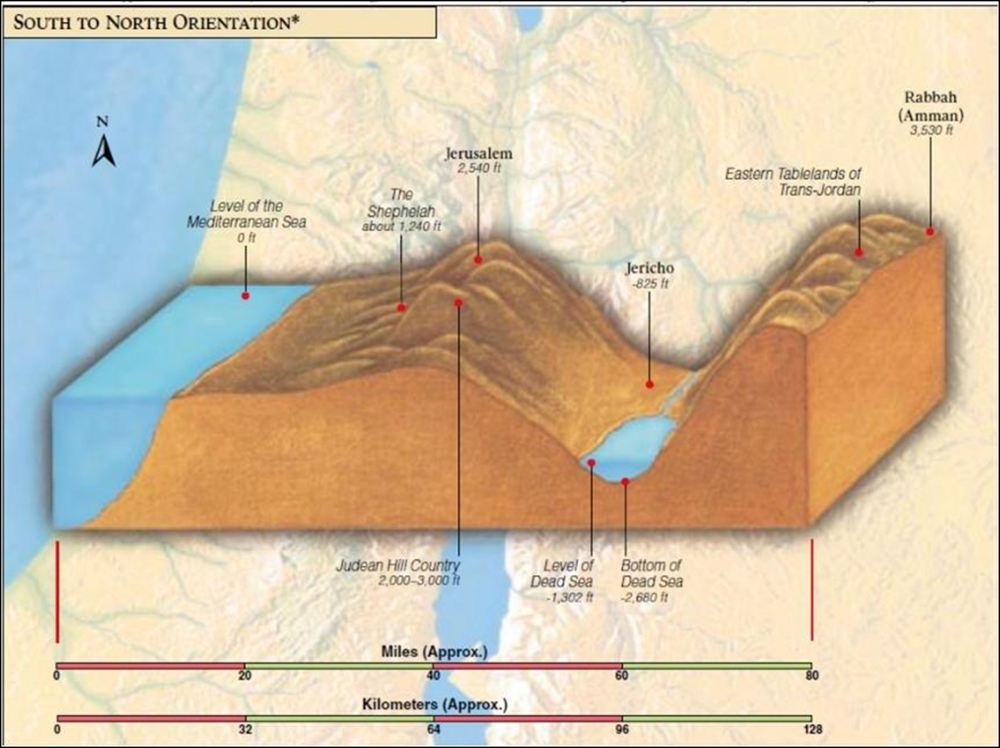 SOUTH TO NORTH ORIENTATION*
N
Rabbah
(Amman)
3,530 ft
Jerusalem
2,540 ft
Eastern Tablelands of
Trans-Jordan
The
Shephelah
about 1,240 ft
Level of the
Mediterranean Sea
0 ft
Jericho
-825 ft
Judean Hill Country
2,000–3,000 ft
Level of
Dead Sea
-1,302 ft
Bottom of
Dead Sea
-2,680 ft
Miles (Approx.)
0 20 40 60 80
Kilometers (Approx.)
0 32 64 96 128